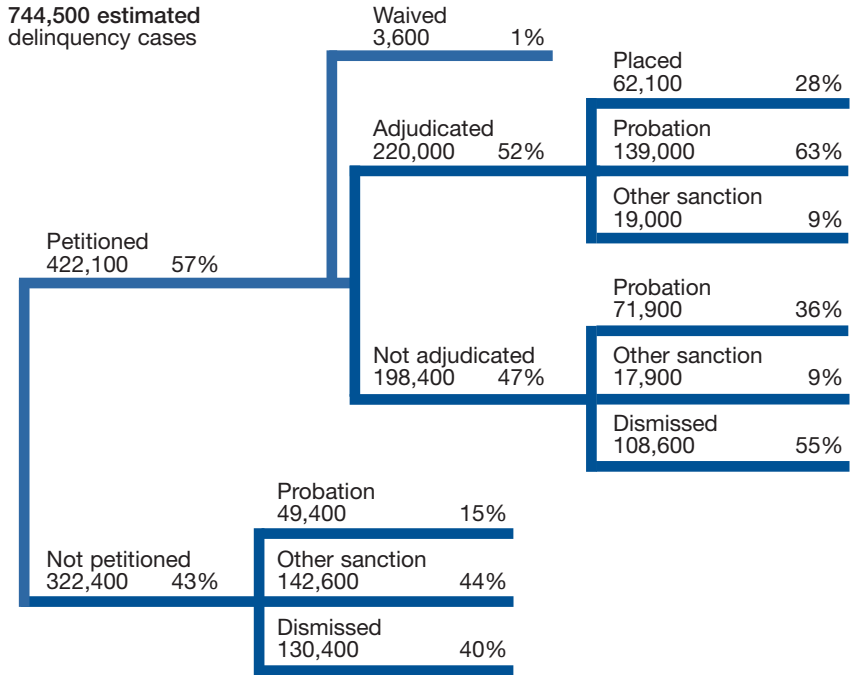 744,500 estimated
delinquency cases
Waived
3,600 1%
Placed
62,100 28%
Adjudicated
220,000 52%
Probation
139,000 63%
Other sanction
19,000 9%
Petitioned
422,100 57%
Probation
71,900 36%
Not adjudicated
198,400 47%
Other sanction
17,900 9%
Dismissed
108,600 55%
Probation
49,400 15%
Not petitioned
322,400 43%
Other sanction
142,600 44%
Dismissed
130,400 40%